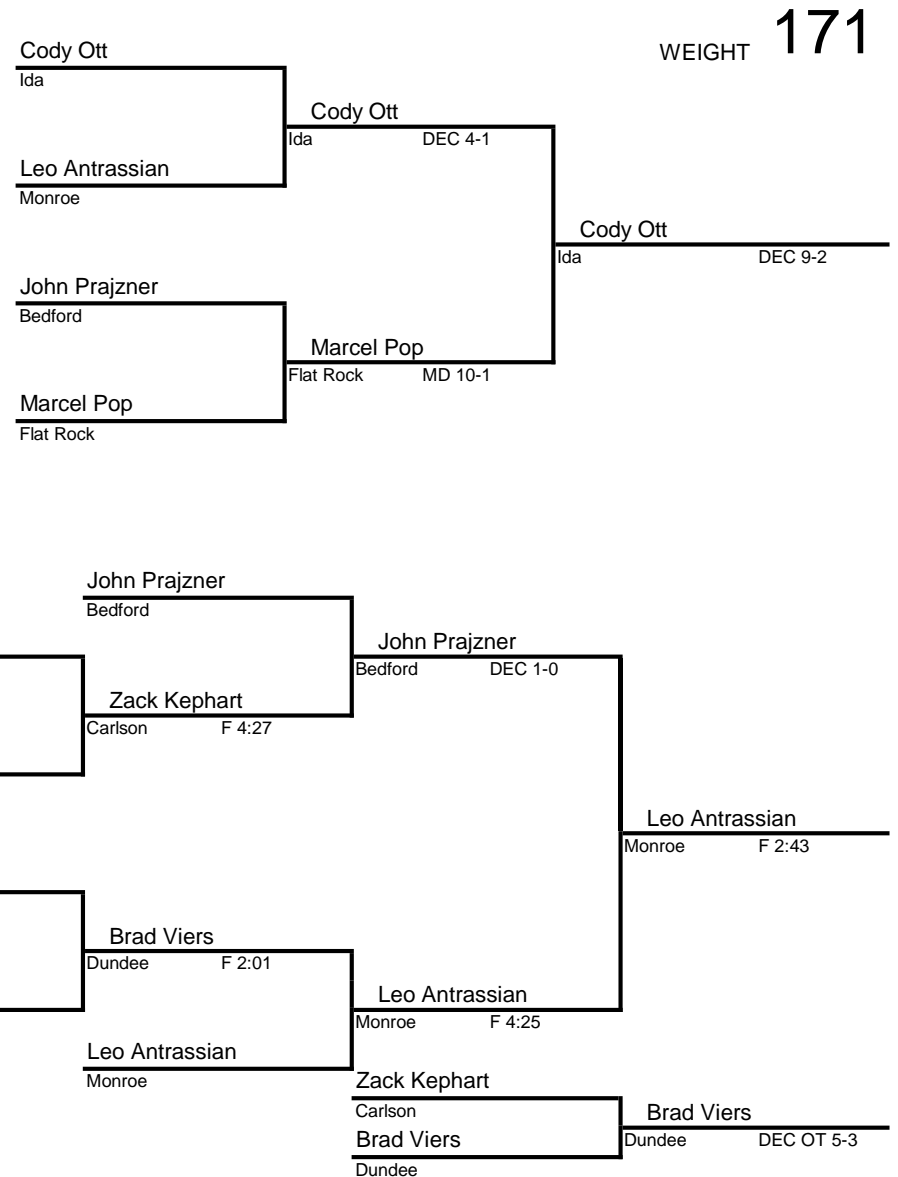 WEIGHT 171
Cody Ott
Ida
Cody Ott
Ida DEC 4-1
Leo Antrassian
Monroe
Cody Ott
Ida DEC 9-2
John Prajzner
Bedford
Marcel Pop
Flat Rock MD 10-1
Marcel Pop
Flat Rock
John Prajzner
Bedford
John Prajzner
Bedford DEC 1-0
Zack Kephart
Carlson F 4:27
Leo Antrassian
Monroe F 2:43
Brad Viers
Dundee F 2:01
Leo Antrassian
Monroe F 4:25
Leo Antrassian
Monroe
Zack Kephart
Carlson
Brad Viers
Dundee DEC OT 5-3
Brad Viers
Dundee